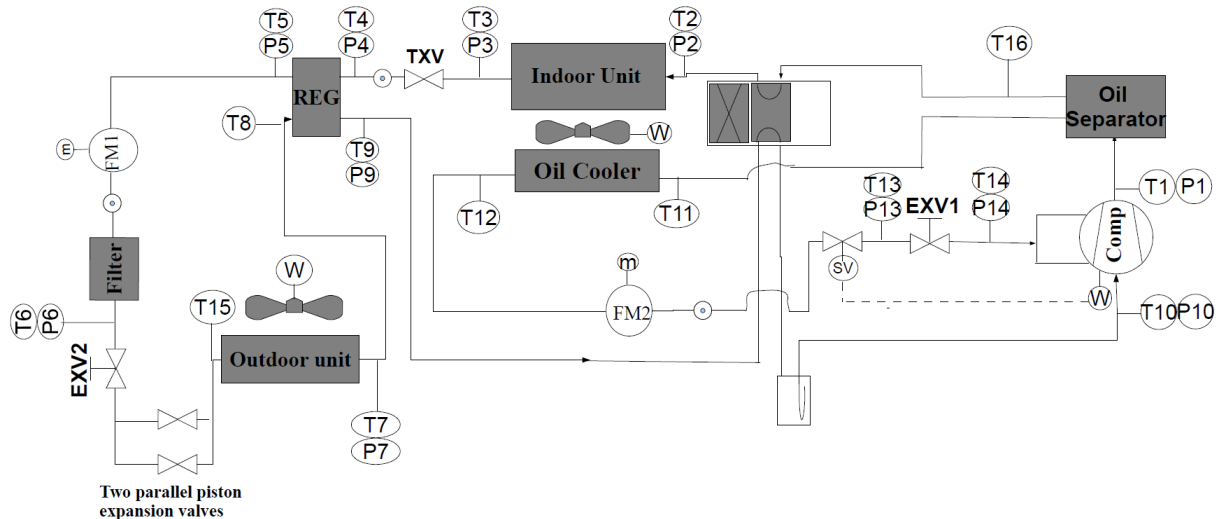 T5
P5
T4
P4
T3
P3
TXV
Indoor Unit
T2
P2
T16
Oil
Separator
REG
T8
T9
P9
m
FM1
W
Oil Cooler
T12
T11
T13
P13
EXV1
T14
P14
T1
P1
Comp
SV
W
T10
P10
m
FM2
Filter
T6
P6
EXV2
T15
W
Outdoor unit
T7
P7
Two parallel piston
expansion valves